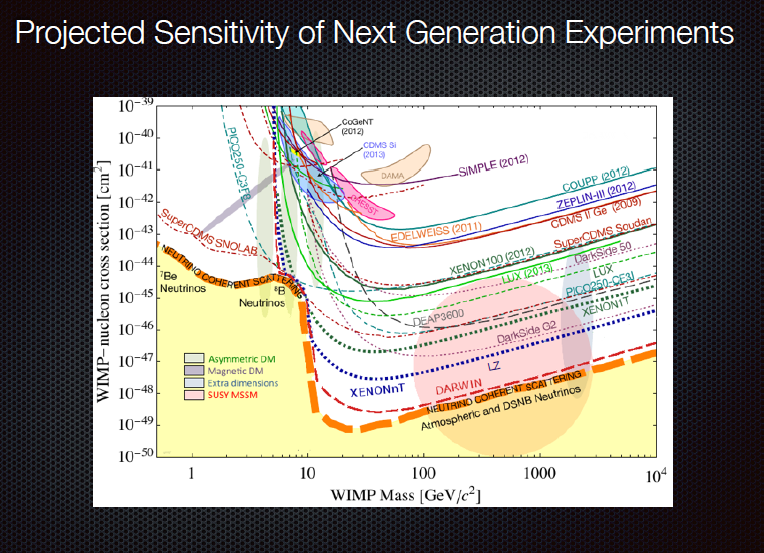 Projected Sensitivity of Next Generation Experiments
10−39
10−40
10−41
10−42
10−43
10−44
10−45
10−46
10−47
10−48
10−49
10−50
WIMP–nucleon cross section [cm2]
CoGeNT
(2012)
CDMS Si
(2013)
PICO250-C3F8
DAMA
SIMPLE (2012)
COUPP (2012)
ZEPLIN-III (2012)
CRESST
CDMS II Ge (2009)
EDELWEISS (2011)
SuperCDMS SNOLAB
SuperCDMS Soudan
XENON100 (2012)
DarkSide 50
LUX (2013)
LUX
NEUTRINO COHERENT SCATTERING
7Be
Neutrinos
8B
Neutrinos
PICO250-CF3I
DEAP3600
XENON1T
DarkSide G2
LZ
XENONnT
DARWIN
NEUTRINO COHERENT SCATTERING
Atmospheric and DSNB Neutrinos
Asymmetric DM
Magnetic DM
Extra dimensions
SUSY MSSM
1 10 100 1000 104
WIMP Mass [GeV/c2]